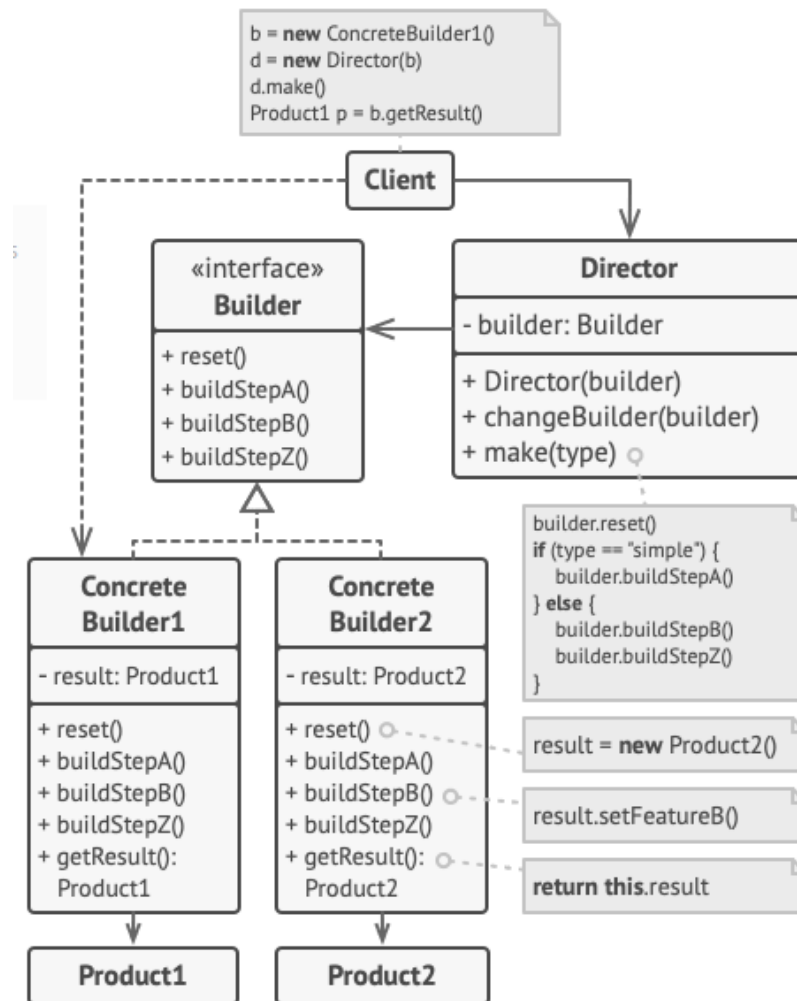 b = new ConcreteBuilder1()
d = new Director(b)
d.make()
Product1 p = b.getResult()
Client
«interface»
Builder
+ reset()
+ buildStepA()
+ buildStepB()
+ buildStepZ()
Director
- builder: Builder
+ Director(builder)
+ changeBuilder(builder)
+ make(type)
builder.reset()
if (type == "simple") {
builder.buildStepA()
} else {
builder.buildStepB()
builder.buildStepZ()
}
Concrete
Builder1
- result: Product1
+ reset()
+ buildStepA()
+ buildStepB()
+ buildStepZ()
+ getResult():
Product1
Concrete
Builder2
- result: Product2
+ reset()
+ buildStepA()
+ buildStepB()
+ buildStepZ()
+ getResult():
Product2
result = new Product2()
result.setFeatureB()
return this.result
Product1
Product2